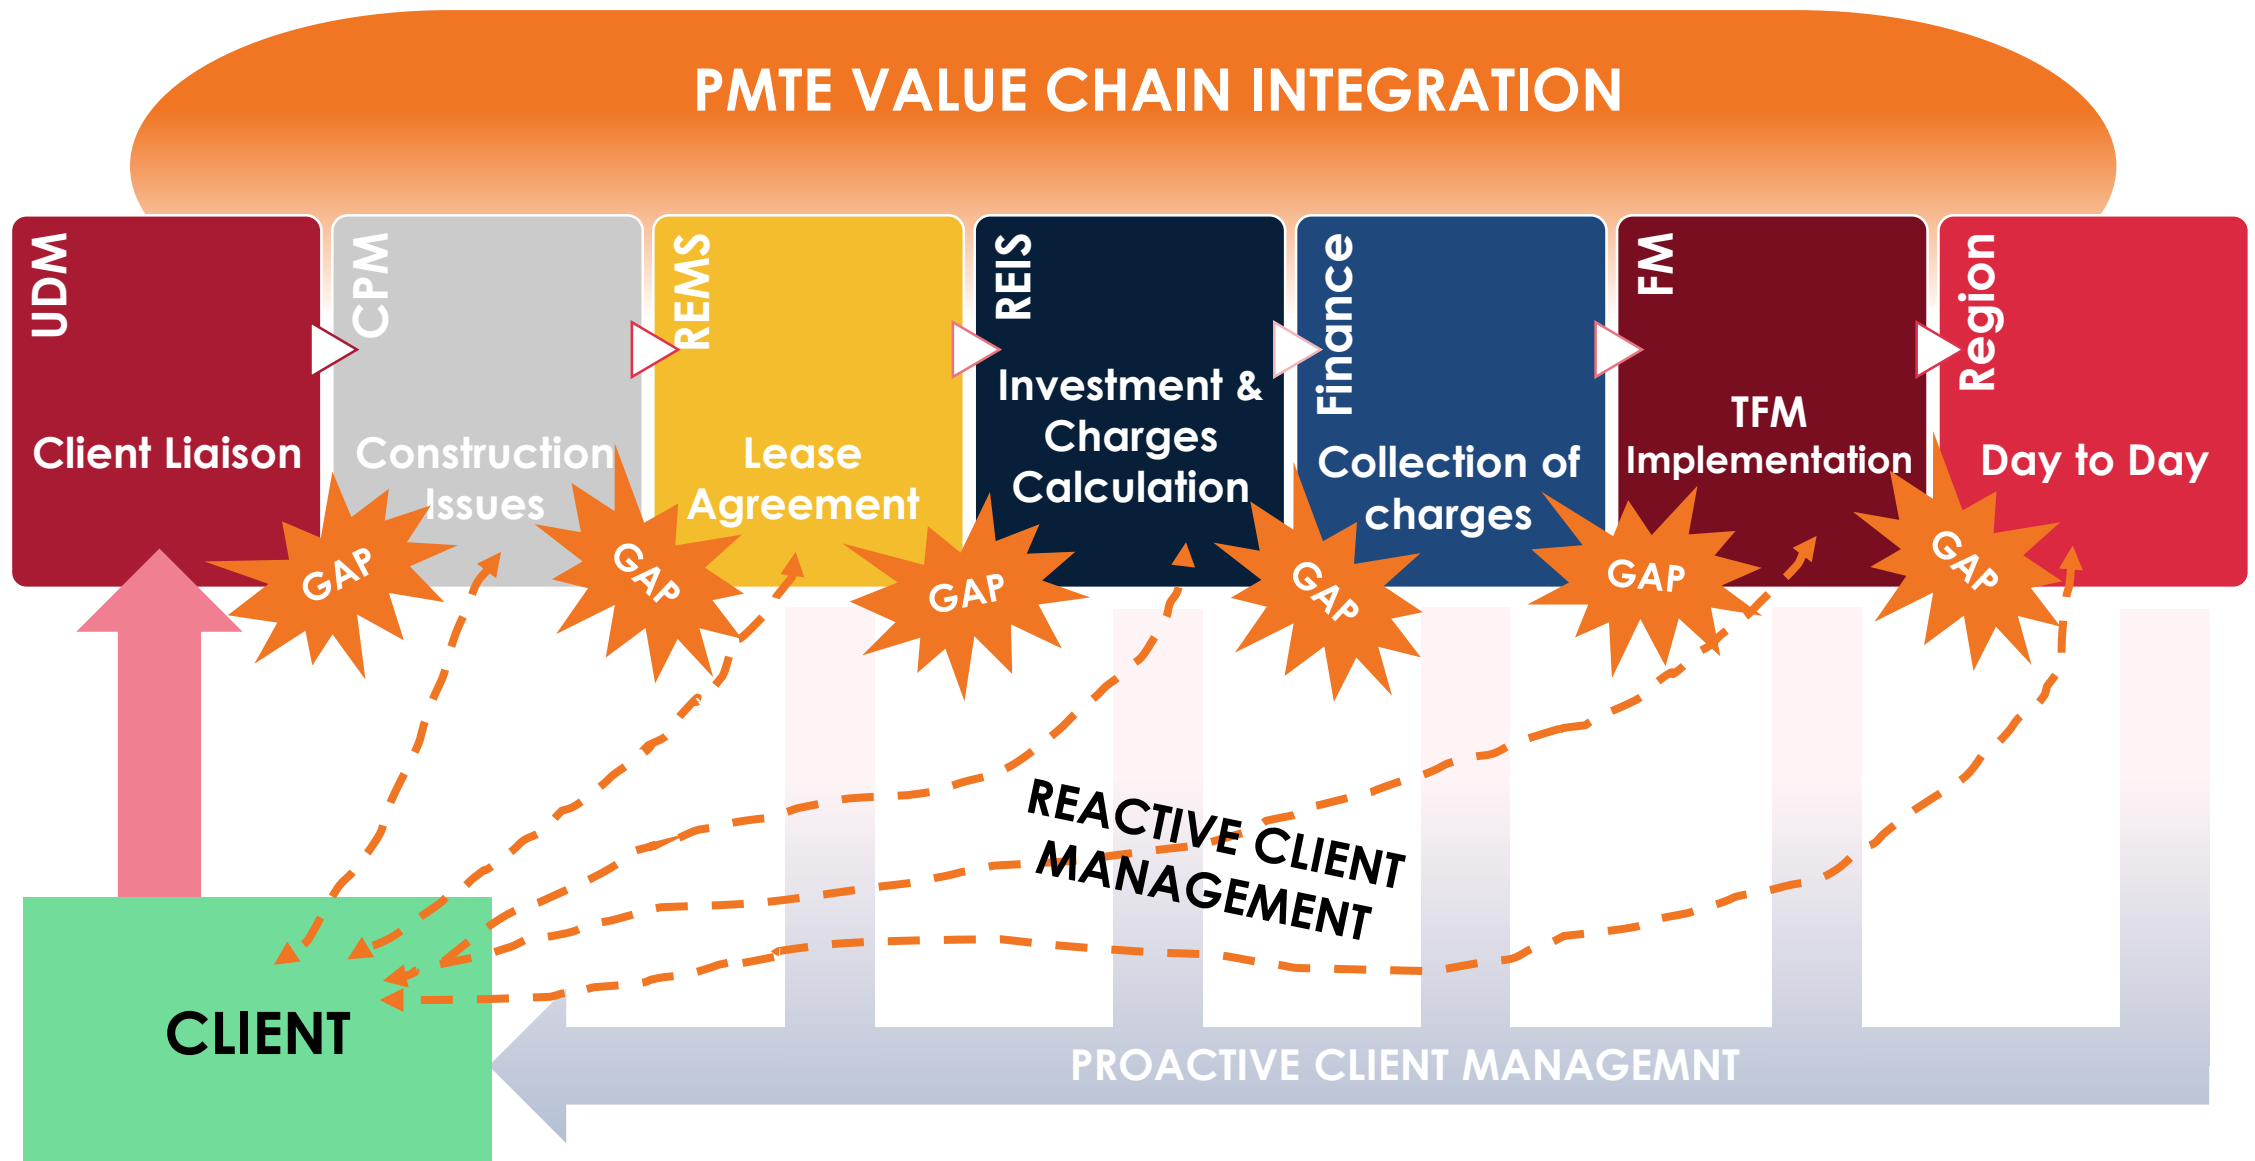 PMTE VALUE CHAIN INTEGRATION
UDM
Client Liaison
CPM
Construction
Issues
REMS
Lease
Agreement
REIS
Investment &
Charges
Calculation
Finance
Collection of
charges
FM
TFM
Implementation
Region
Day to Day
GAP
GAP
GAP
GAP
GAP
GAP
REACTIVE CLIENT
MANAGEMENT
CLIENT
PROACTIVE CLIENT MANAGEMNT